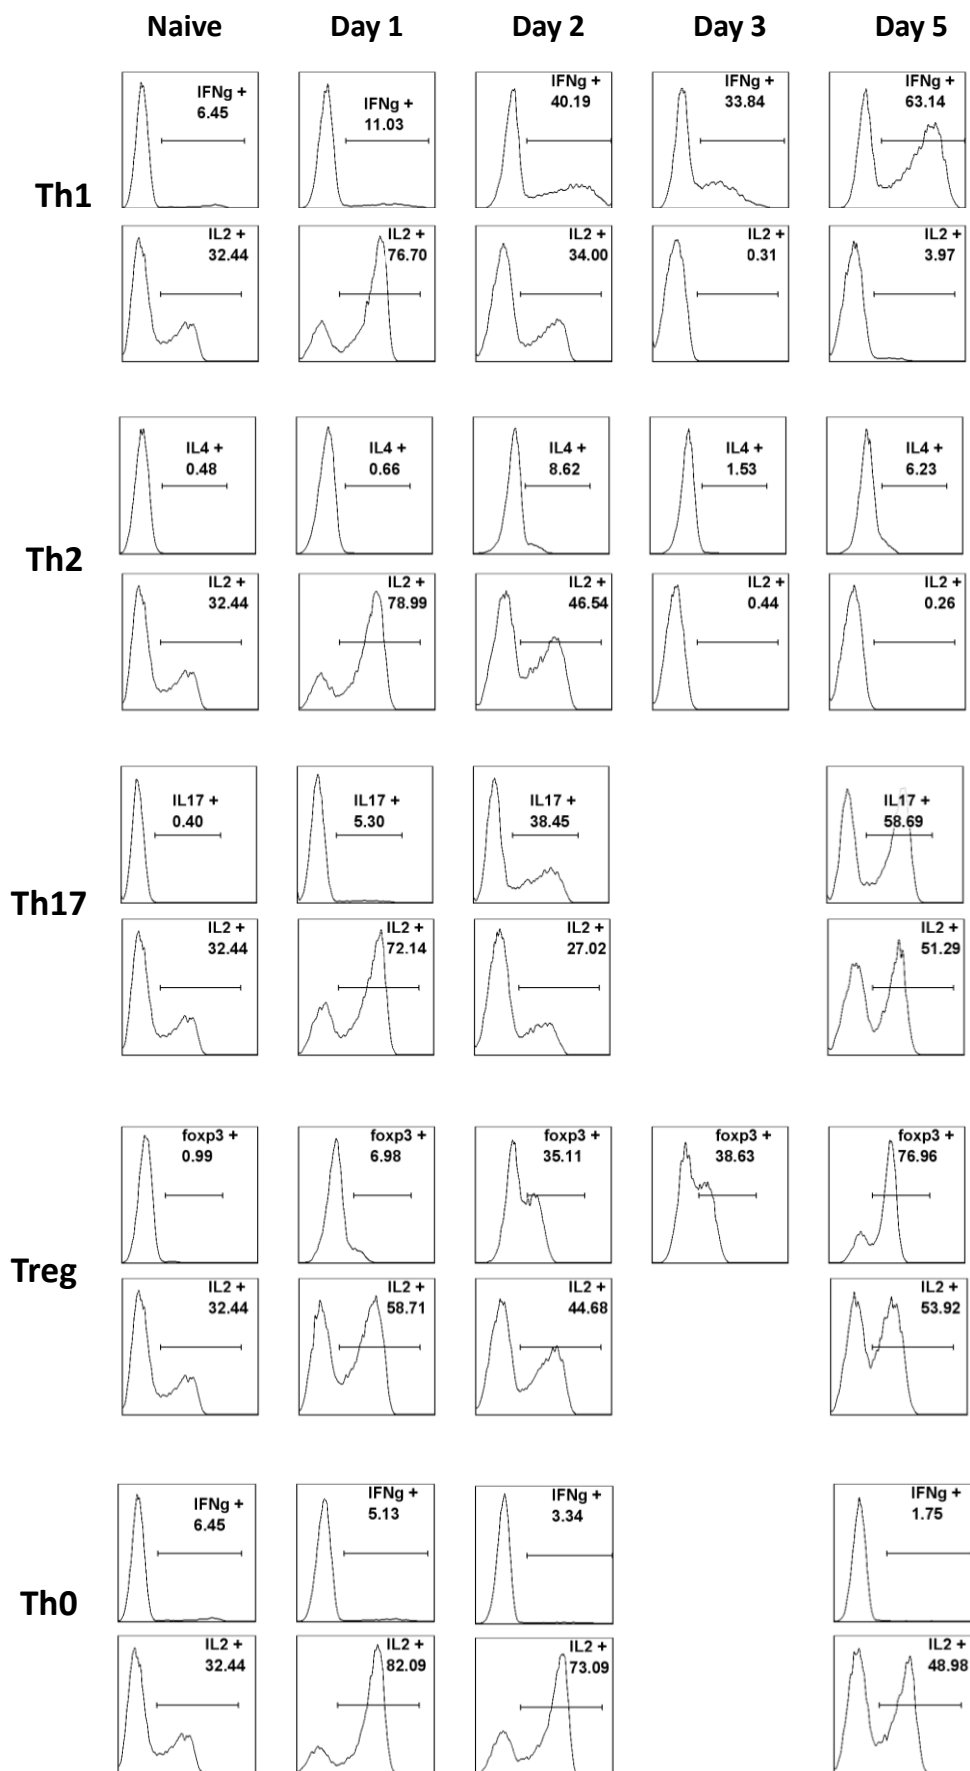 Naive Day 1 Day 2 Day 3 Day 5
Th1
IFNg + IFNg + IFNg + IFNg + IFNg +
6.45 11.03 40.19 33.84 63.14
IL2 + IL2 + IL2 + IL2 + IL2 +
32.44 76.70 34.00 0.31 3.97
Th2
IL4 + IL4 + IL4 + IL4 + IL4 +
0.48 0.66 8.62 1.53 6.23
IL2 + IL2 + IL2 + IL2 + IL2 +
32.44 78.99 46.54 0.44 0.26
Th17
IL17 + IL17 + IL17 + IL17 +
0.40 5.30 38.45 58.69
IL2 + IL2 + IL2 + IL2 +
32.44 72.14 27.02 51.29
Treg
foxp3 + foxp3 + foxp3 + foxp3 + foxp3 +
0.99 6.98 35.11 38.63 76.96
IL2 + IL2 + IL2 + IL2 +
32.44 58.71 44.68 53.92
Th0
IFNg + IFNg + IFNg + IFNg +
6.45 5.13 3.34 1.75
IL2 + IL2 + IL2 + IL2 +
32.44 82.09 73.09 48.98